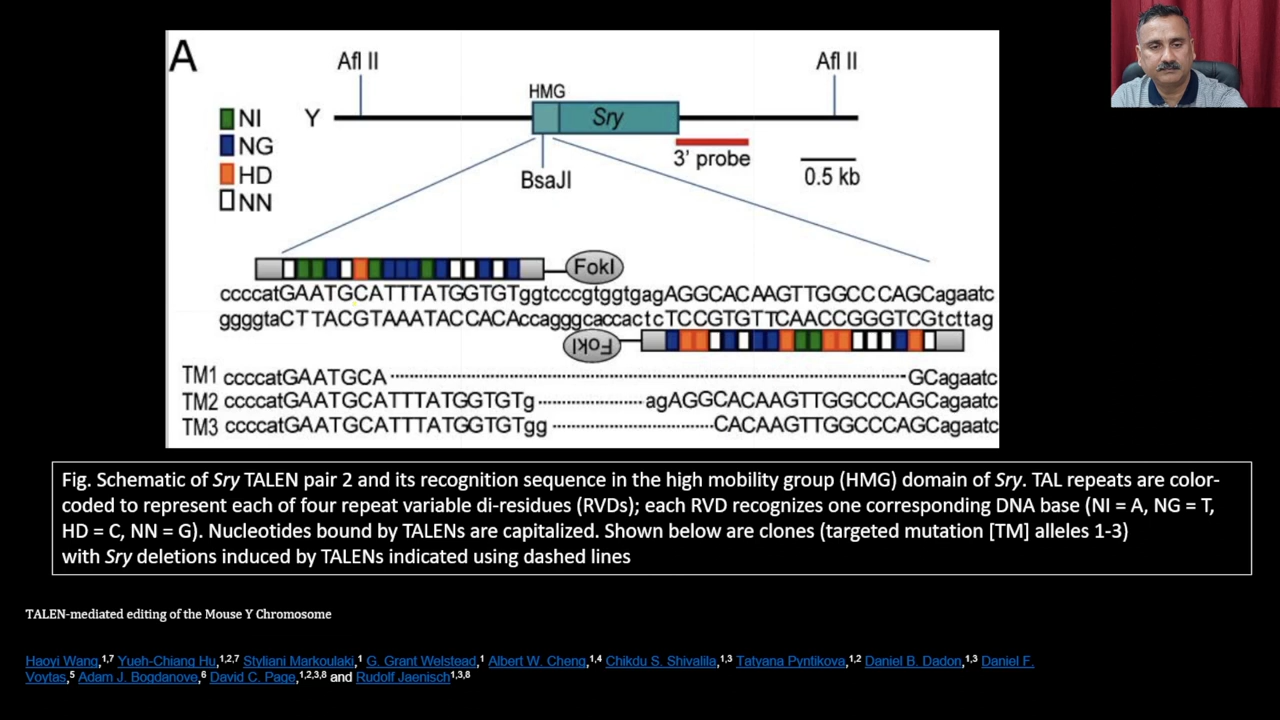 A
Afl II
Afl II
HMG
NI
Y
Sry
NG
3' probe
HD
BsaJI
0.5 kb
NN
FokI
ccccatGAATGCATTTATGGTGTggtcccgtggtgagAGGCACAAGTTGGCCCAGCagaatc
ggggtaCTTACGTAAATACCACAccagggcaccactcTCCGTGTTCAACCGGGTCGtcttag
FokI
TM1 ccccatGAATGCA GCagaatc
TM2 ccccatGAATGCATTTATGGTGTg agAGGCACAAGTTGGCCCAGCagaatc
TM3 ccccatGAATGCATTTATGGTGTgg CACAAGTTGGCCCAGCagaatc
Fig. Schematic of Sry TALEN pair 2 and its recognition sequence in the high mobility group (HMG) domain of Sry. TAL repeats are color-
coded to represent each of four repeat variable di-residues (RVDs); each RVD recognizes one corresponding DNA base (NI = A, NG = T,
HD = C, NN = G). Nucleotides bound by TALENs are capitalized. Shown below are clones (targeted mutation [TM] alleles 1-3)
with Sry deletions induced by TALENs indicated using dashed lines
TALEN-mediated editing of the Mouse Y Chromosome
Haoyi Wang,1,7 Yueh-Chiang Hu,1,2,7 Styliani Markoulaki,1 G. Grant Welstead,1 Albert W. Cheng,1,4 Chikdu S. Shivalila,1,3 Tatyana Pyntikova,1,2 Daniel B. Dadon,1,3 Daniel F.
Voytas,5 Adam J. Bogdanove,6 David C. Page,1,2,3,8 and Rudolf Jaenisch1,3,8